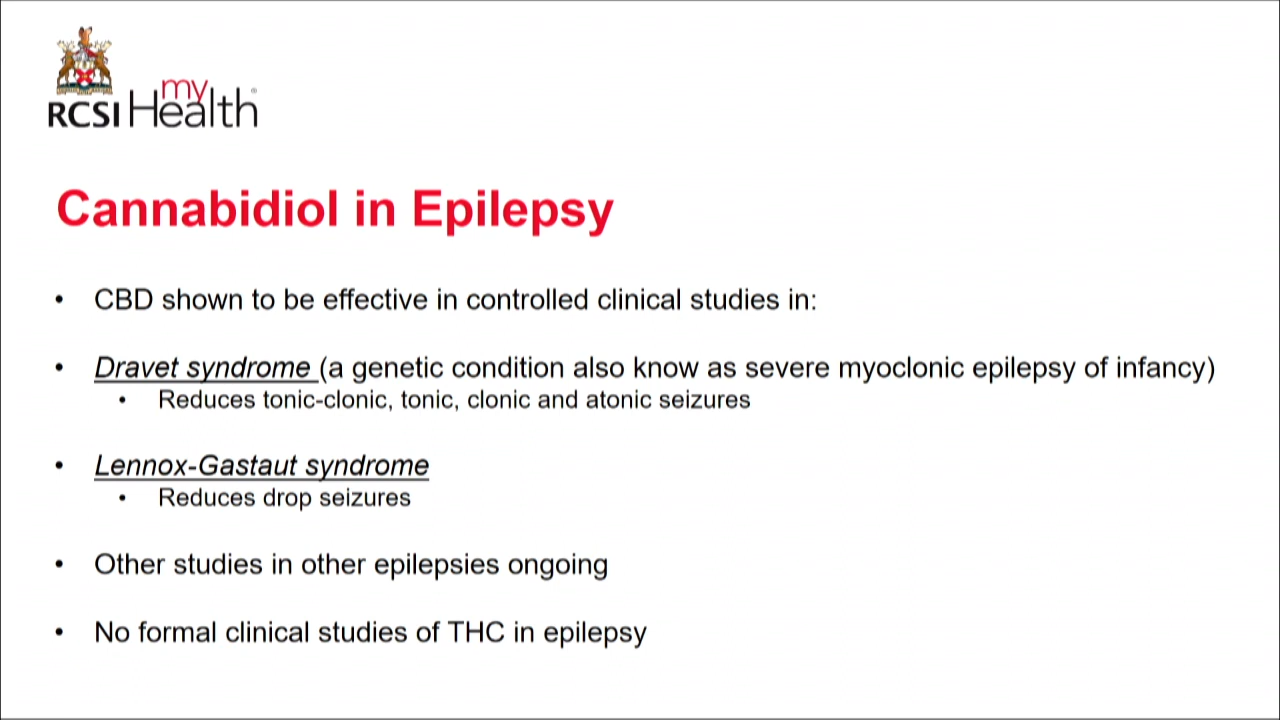 my
RCSI Health
Cannabidiol in Epilepsy
• CBD shown to be effective in controlled clinical studies in:
• Dravet syndrome (a genetic condition also know as severe myoclonic epilepsy of infancy)
• Reduces tonic-clonic, tonic, clonic and atonic seizures
• Lennox-Gastaut syndrome
• Reduces drop seizures
• Other studies in other epilepsies ongoing
• No formal clinical studies of THC in epilepsy